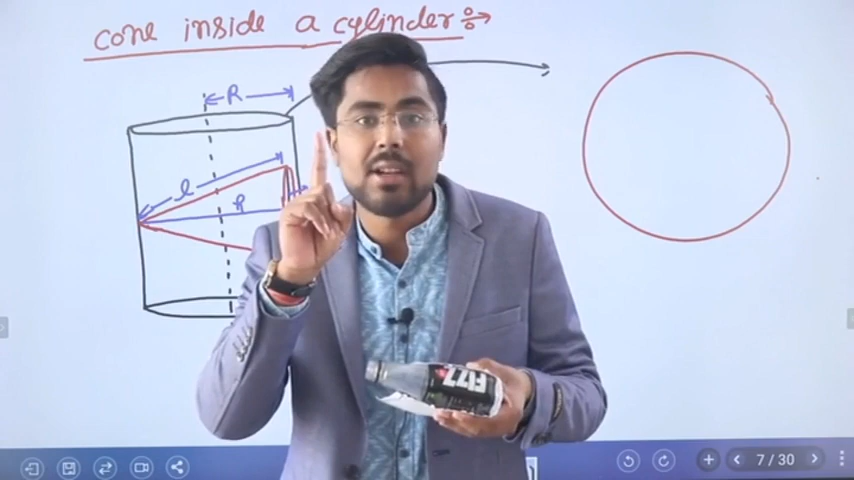 cone inside a cylinder :→
R
l
h
FIZZ
7 / 30